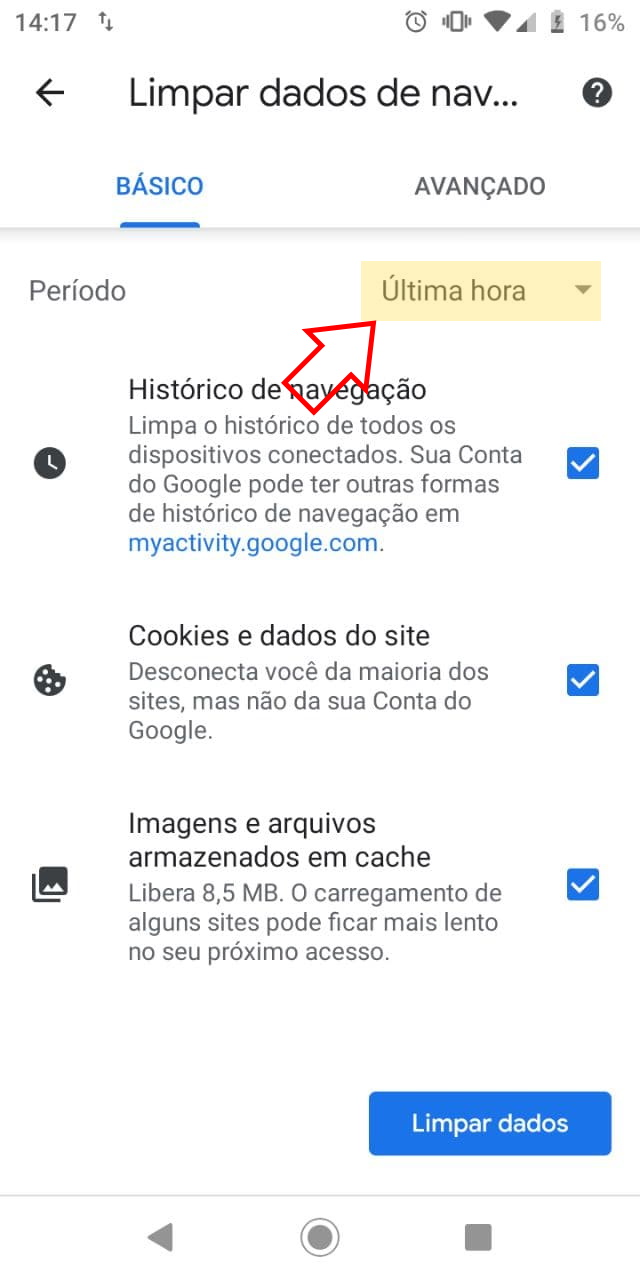 14:17 16%
Limpar dados de nav...
BÁSICO AVANÇADO
Período Última hora
Histórico de navegação
Limpa o histórico de todos os
dispositivos conectados. Sua Conta
do Google pode ter outras formas
de histórico de navegação em
myactivity.google.com.
Cookies e dados do site
Desconecta você da maioria dos
sites, mas não da sua Conta do
Google.
Imagens e arquivos
armazenados em cache
Libera 8,5 MB. O carregamento de
alguns sites pode ficar mais lento
no seu próximo acesso.
Limpar dados